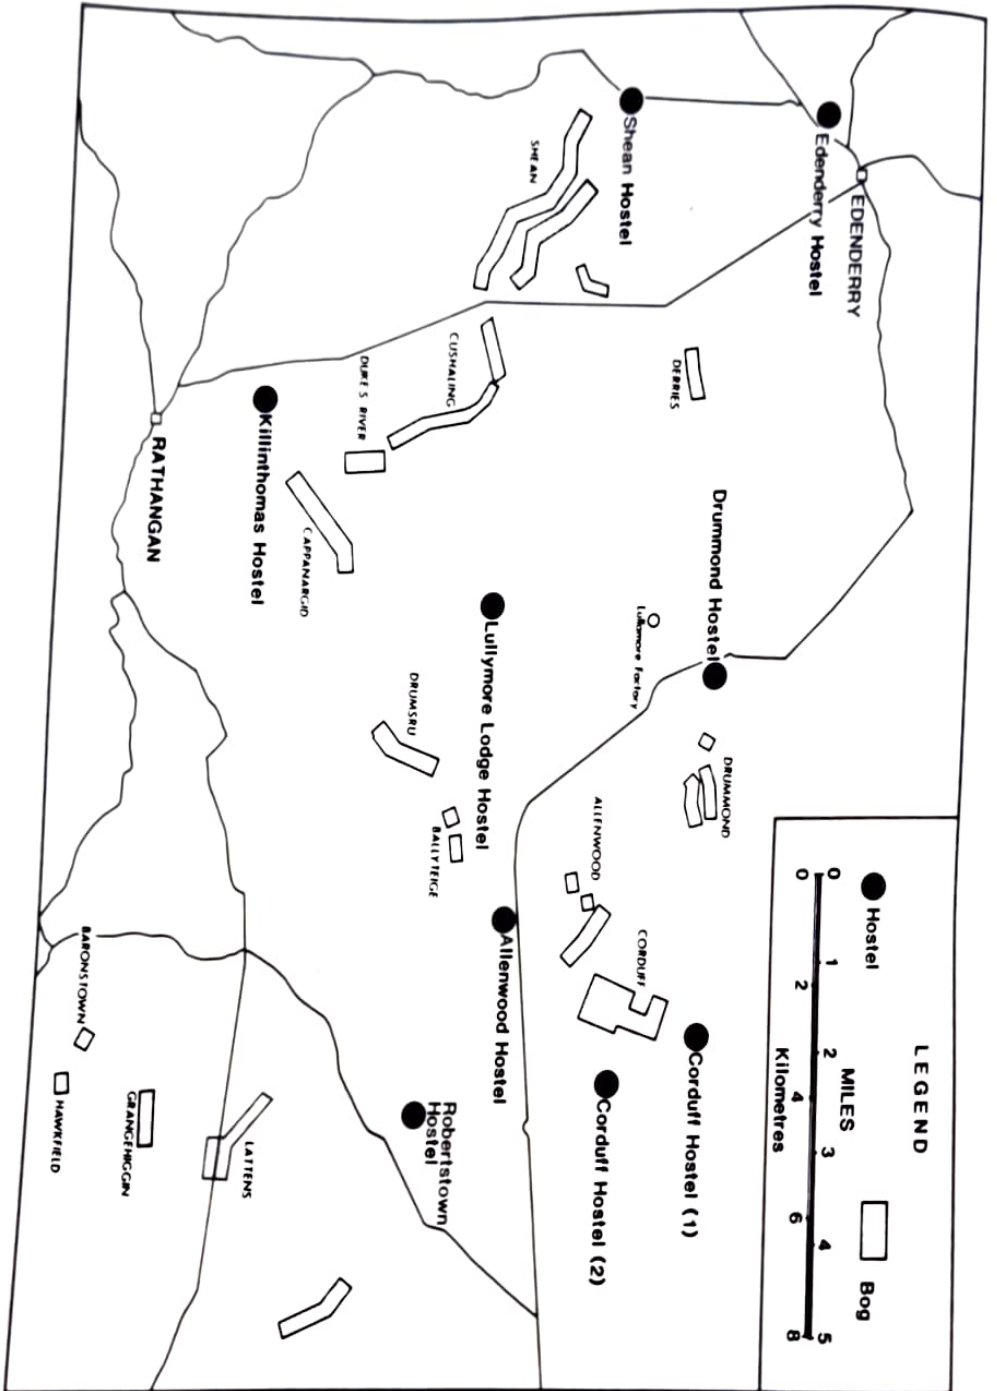 LEGEND
Hostel
Bog
0 1 2 3 4 5
MILES
0 2 4 6 8
Kilometres
EDENDERRY
Edenderry Hostel
Shean Hostel
SHEAN
DERRIES
CUSHALING
DUKES RIVER
Killinthomas Hostel
CAPPANARGID
RATHANGAN
Drummond Hostel
Lullamore Factory
DRUMMOND
Lullymore Lodge Hostel
DRUMSRU
BALLYTEIGE
ALLENWOOD
Allenwood Hostel
CORDUFF
Corduff Hostel (1)
Corduff Hostel (2)
Robertstown
Hostel
LATTENS
BARONSTOWN
GRANGEHIGGIN
HAWKFIELD